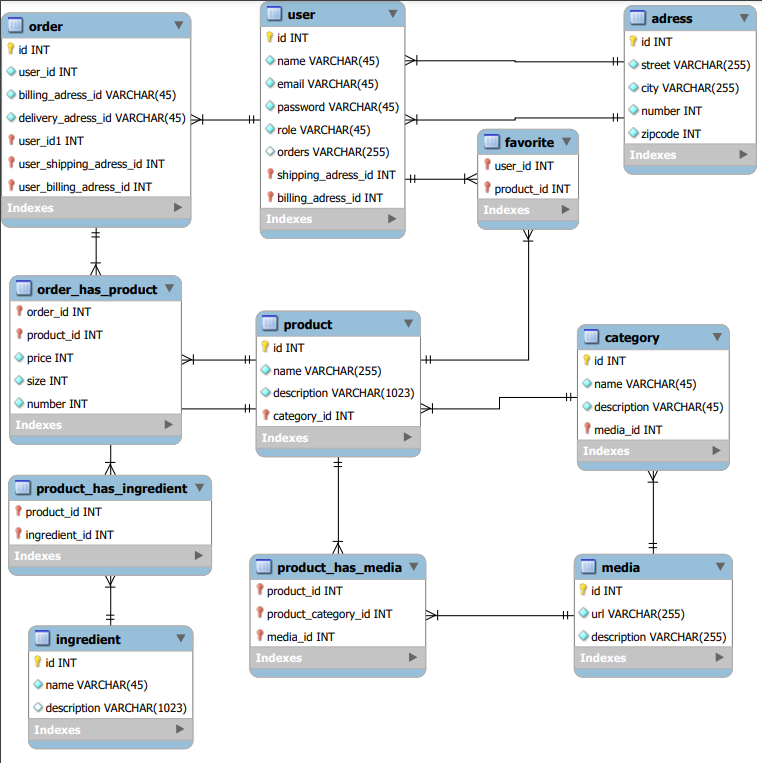 order
id INT
user_id INT
billing_adress_id VARCHAR(45)
delivery_adress_id VARCHAR(45)
user_id1 INT
user_shipping_adress_id INT
user_billing_adress_id INT
Indexes
user
id INT
name VARCHAR(45)
email VARCHAR(45)
password VARCHAR(45)
role VARCHAR(45)
orders VARCHAR(255)
shipping_adress_id INT
billing_adress_id INT
Indexes
adress
id INT
street VARCHAR(255)
city VARCHAR(255)
number INT
zipcode INT
Indexes
favorite
user_id INT
product_id INT
Indexes
order_has_product
order_id INT
product_id INT
price INT
size INT
number INT
Indexes
product
id INT
name VARCHAR(255)
description VARCHAR(1023)
category_id INT
Indexes
category
id INT
name VARCHAR(45)
description VARCHAR(45)
media_id INT
Indexes
product_has_ingredient
product_id INT
ingredient_id INT
Indexes
product_has_media
product_id INT
product_category_id INT
media_id INT
Indexes
media
id INT
url VARCHAR(255)
description VARCHAR(255)
Indexes
ingredient
id INT
name VARCHAR(45)
description VARCHAR(1023)
Indexes